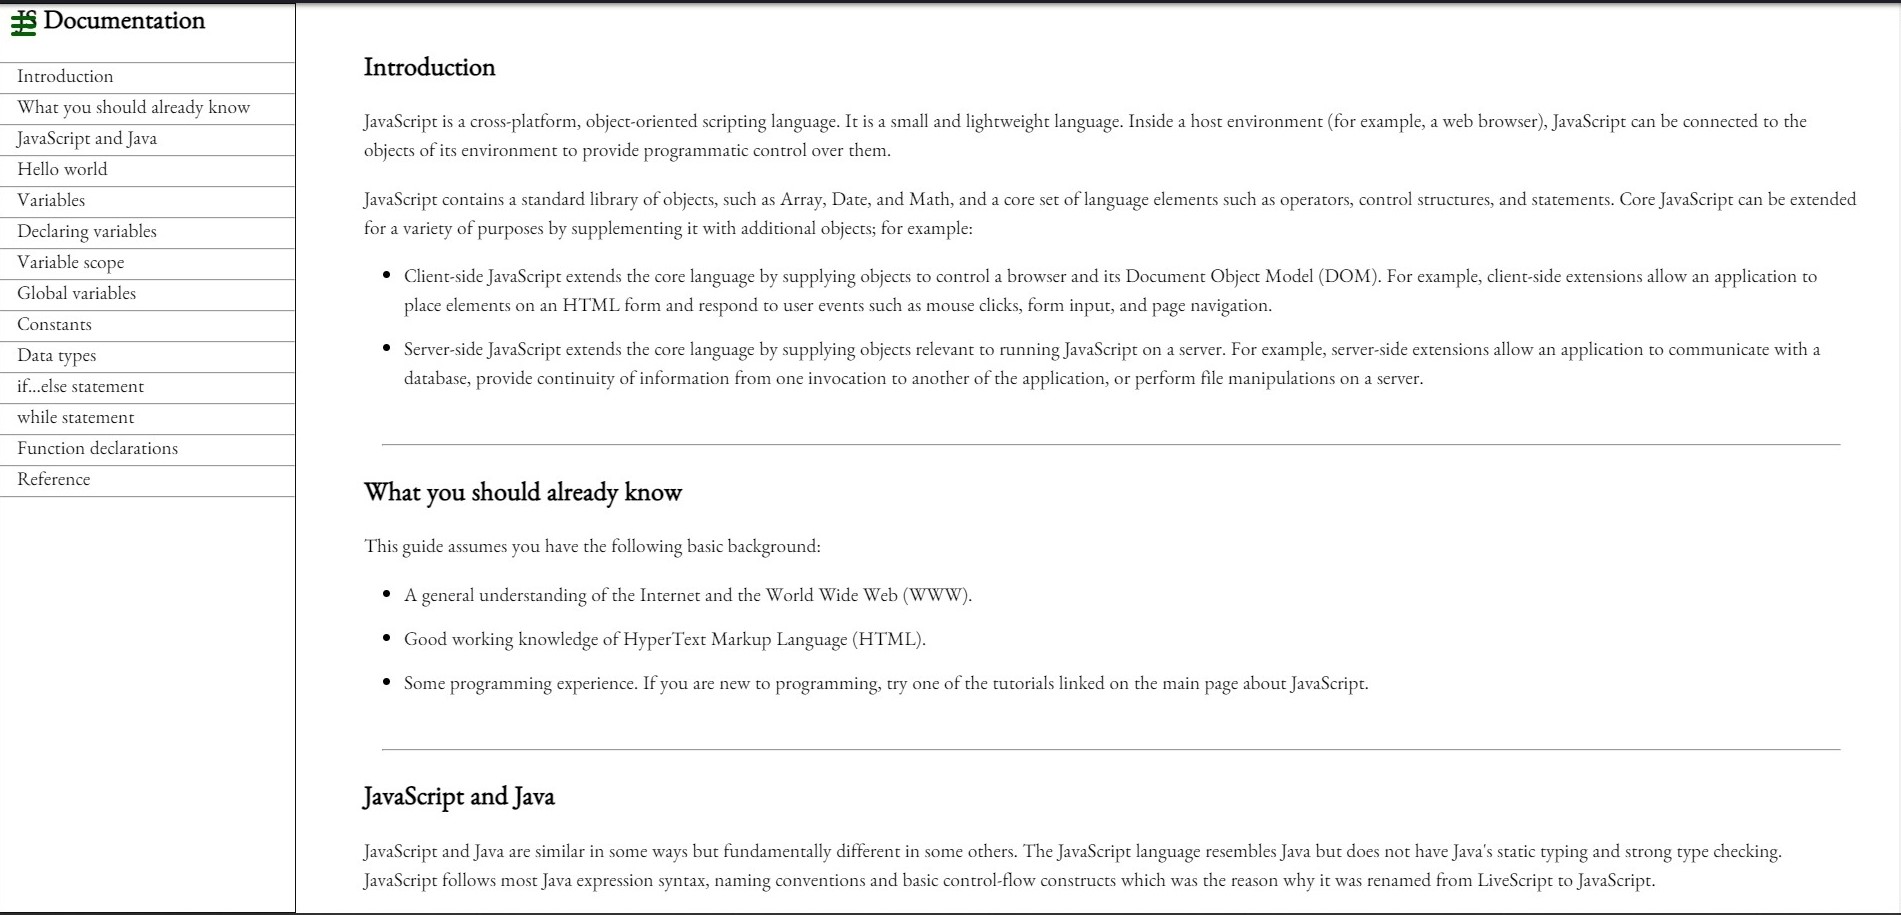 JS Documentation
Introduction
What you should already know
JavaScript and Java
Hello world
Variables
Declaring variables
Variable scope
Global variables
Constants
Data types
if...else statement
while statement
Function declarations
Reference
Introduction
JavaScript is a cross-platform, object-oriented scripting language. It is a small and lightweight language. Inside a host environment (for example, a web browser), JavaScript can be connected to the
objects of its environment to provide programmatic control over them.
JavaScript contains a standard library of objects, such as Array, Date, and Math, and a core set of language elements such as operators, control structures, and statements. Core JavaScript can be extended
for a variety of purposes by supplementing it with additional objects; for example:
Client-side JavaScript extends the core language by supplying objects to control a browser and its Document Object Model (DOM). For example, client-side extensions allow an application to
place elements on an HTML form and respond to user events such as mouse clicks, form input, and page navigation.
Server-side JavaScript extends the core language by supplying objects relevant to running JavaScript on a server. For example, server-side extensions allow an application to communicate with a
database, provide continuity of information from one invocation to another of the application, or perform file manipulations on a server.
What you should already know
This guide assumes you have the following basic background:
A general understanding of the Internet and the World Wide Web (WWW).
Good working knowledge of HyperText Markup Language (HTML).
Some programming experience. If you are new to programming, try one of the tutorials linked on the main page about JavaScript.
JavaScript and Java
JavaScript and Java are similar in some ways but fundamentally different in some others. The JavaScript language resembles Java but does not have Java's static typing and strong type checking.
JavaScript follows most Java expression syntax, naming conventions and basic control-flow constructs which was the reason why it was renamed from LiveScript to JavaScript.